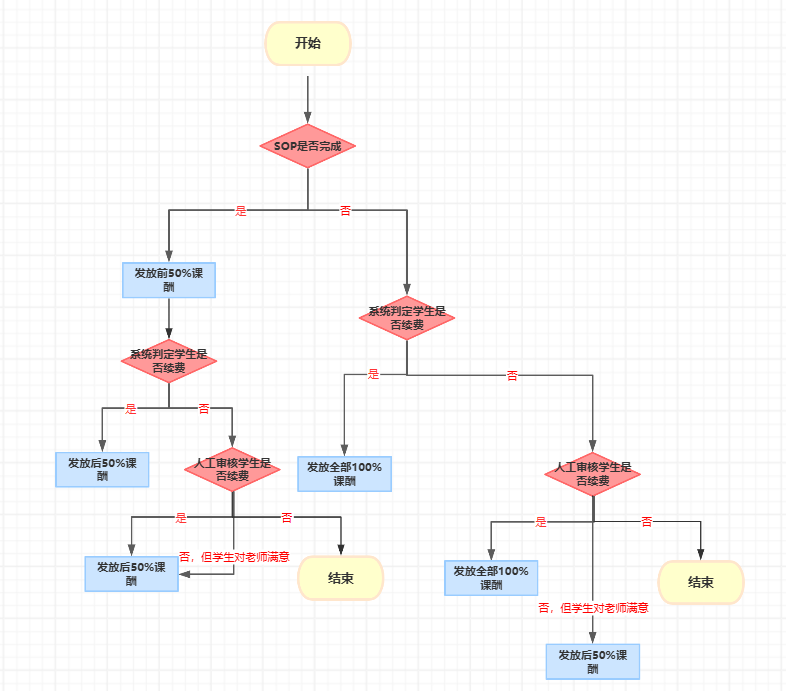 开始
SOP是否完成
是
否
发放前50%课
酬
系统判定学生是
否续费
系统判定学生是
否续费
是
否
是
否
发放后50%课
酬
人工审核学生是
否续费
发放全部100%
课酬
人工审核学生是
否续费
是
否
是
否
否，但学生对老师满意
发放后50%课
酬
结束
发放全部100%
课酬
结束
否，但学生对老师满意
发放后50%课
酬